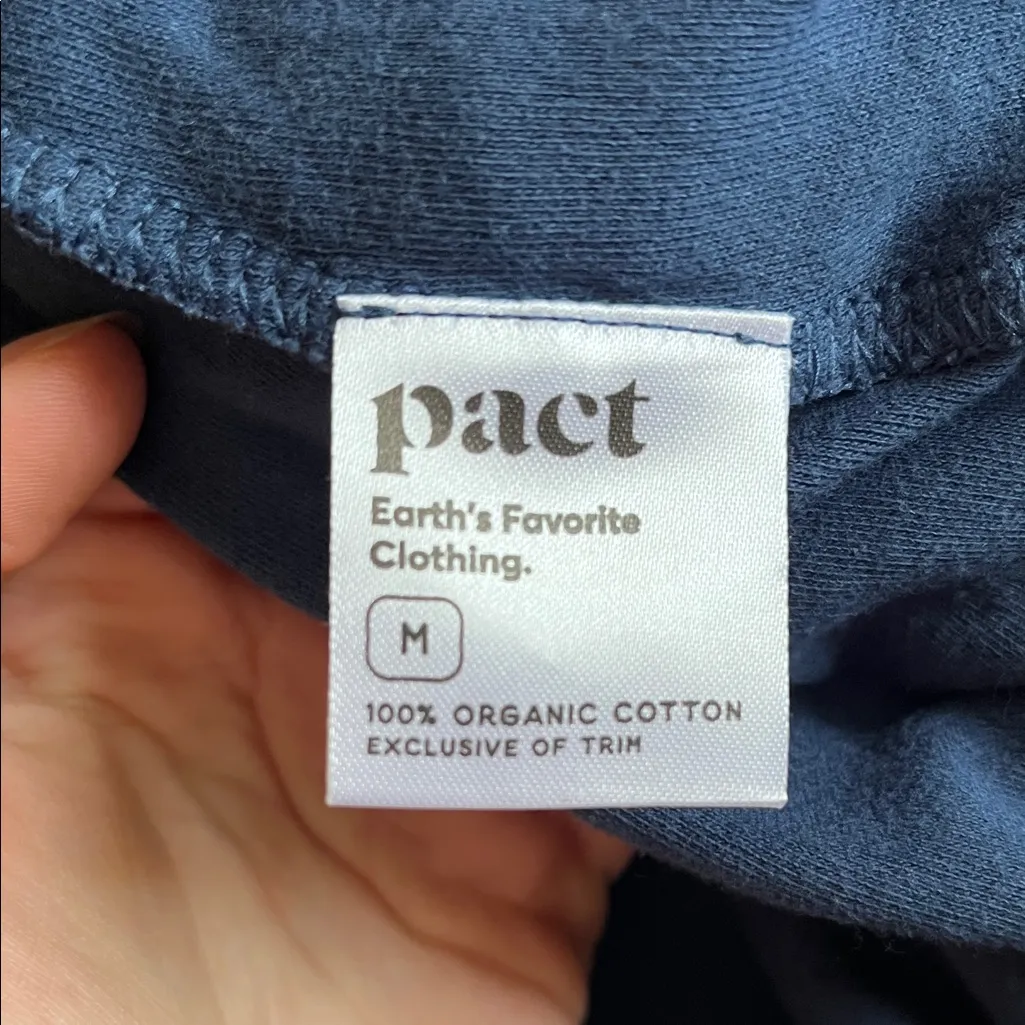 pact
Earth's Favorite
Clothing.
M
100% ORGANIC COTTON
EXCLUSIVE OF TRIM